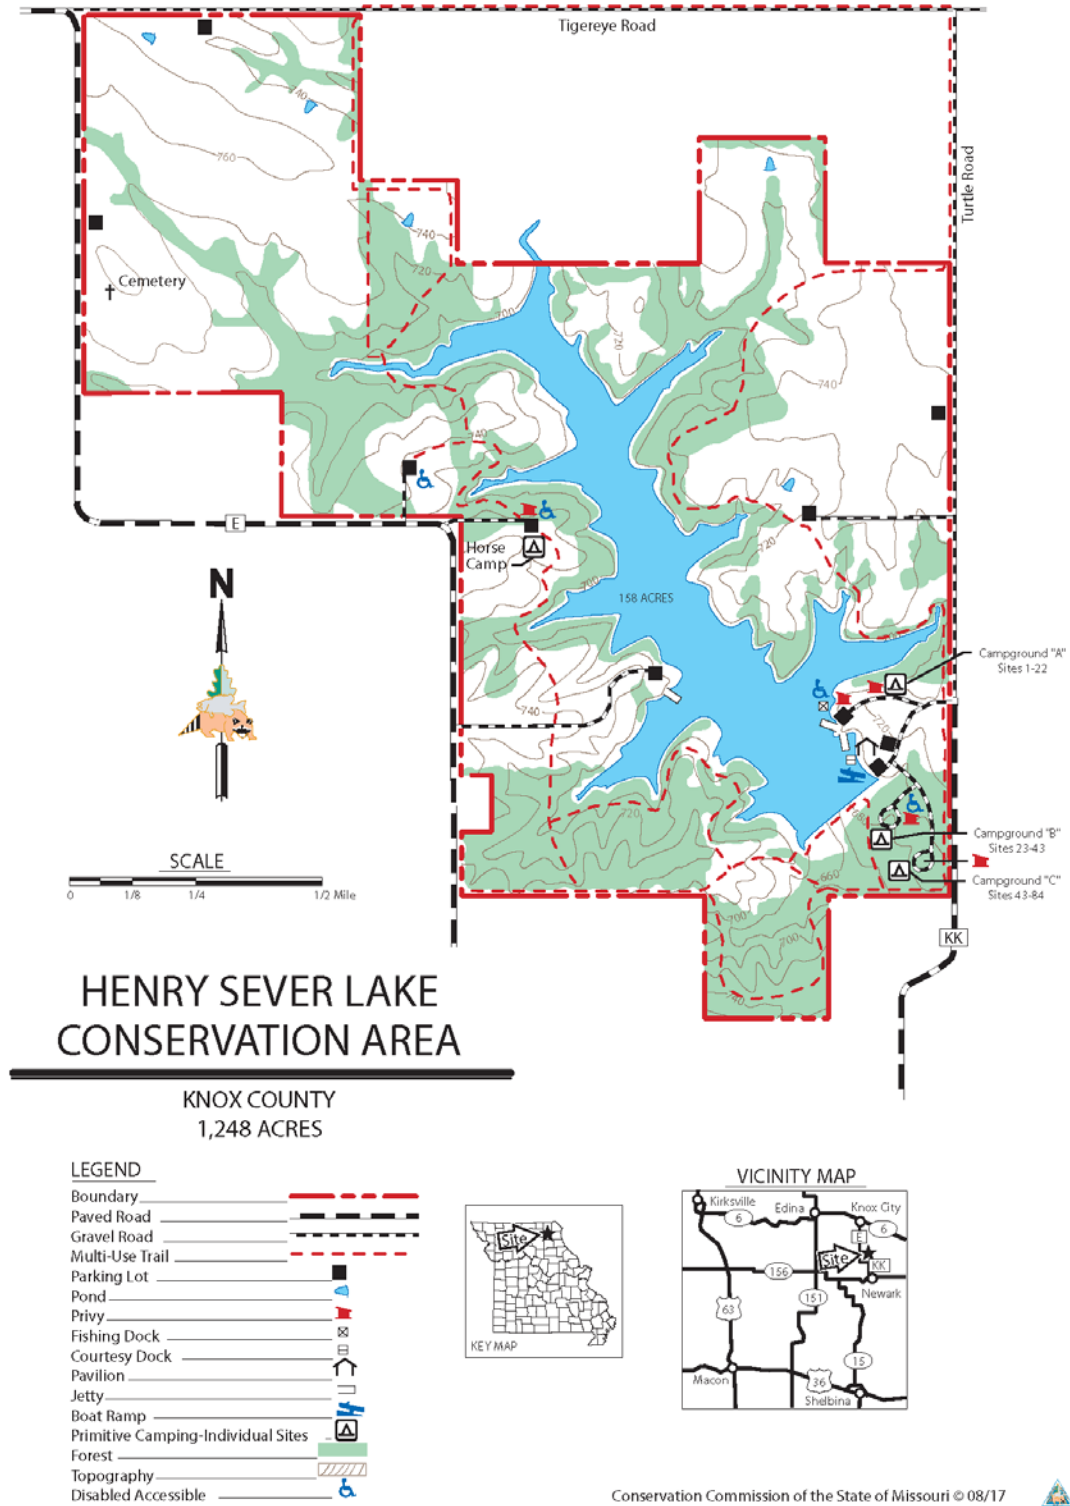 Tigereye Road
Turtle Road
740
760
Cemetery
740
720
700
720
740
740
E
Horse
Camp
700
720
158 ACRES
N
Campground "A"
Sites 1-22
740
720
720
680
Campground "B"
Sites 23-43
660
Campground "C"
Sites 43-84
700
700
740
KK
SCALE
0 1/8 1/4 1/2 Mile
HENRY SEVER LAKE
CONSERVATION AREA
KNOX COUNTY
1,248 ACRES
LEGEND
Boundary
Paved Road
Gravel Road
Multi-Use Trail
Parking Lot
Pond
Privy
Fishing Dock
Courtesy Dock
Pavilion
Jetty
Boat Ramp
Primitive Camping-Individual Sites
Forest
Topography
Disabled Accessible
Site
KEY MAP
VICINITY MAP
Kirksville
Edina
Knox City
6
6
E
Site
KK
156
Newark
151
63
15
Macon
36
Shelbina
Conservation Commission of the State of Missouri © 08/17